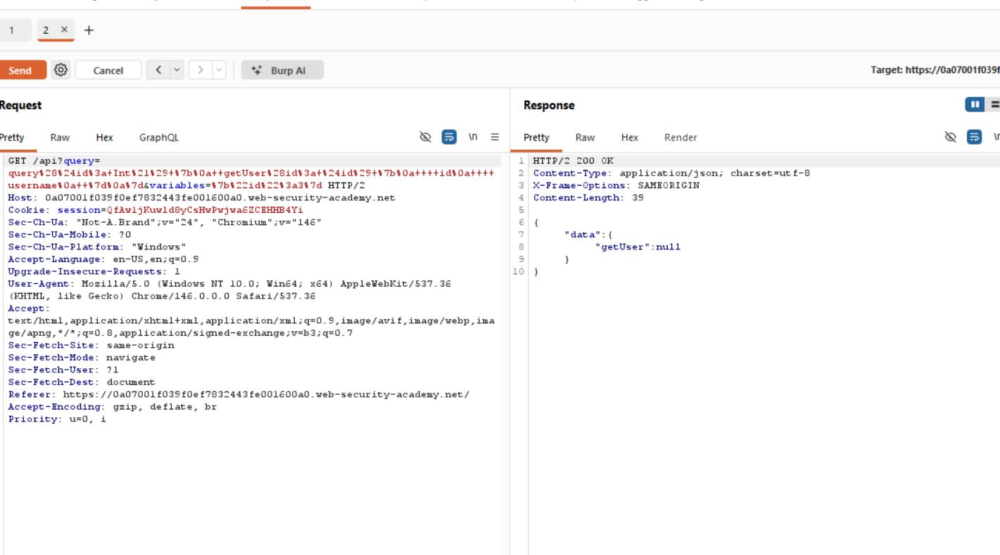 1
2 ×
+
Send
Cancel
Burp AI
Target: https://0a07001f039f
Request
Pretty Raw Hex GraphQL
\n
GET /api?query=
query%28%24id%3a+Int%21%29+%7b%0a++getUser%28id%3a+%24id%29+%7b%0a++++id%0a++++
username%0a++%7d%0a%7d&variables=%7b%22id%22%3a3%7d HTTP/2
Host: 0a07001f039f0ef7832443fe001600a0.web-security-academy.net
Cookie: session=QfAwljKuwld8yCsHwPwjwa6ZCEHHB4Yi
Sec-Ch-Ua: "Not-A.Brand";v="24", "Chromium";v="146"
Sec-Ch-Ua-Mobile: ?0
Sec-Ch-Ua-Platform: "Windows"
Accept-Language: en-US,en;q=0.9
Upgrade-Insecure-Requests: 1
User-Agent: Mozilla/5.0 (Windows NT 10.0; Win64; x64) AppleWebKit/537.36
(KHTML, like Gecko) Chrome/146.0.0.0 Safari/537.36
Accept:
text/html,application/xhtml+xml,application/xml;q=0.9,image/avif,image/webp,ima
ge/apng,*/*;q=0.8,application/signed-exchange;v=b3;q=0.7
Sec-Fetch-Site: same-origin
Sec-Fetch-Mode: navigate
Sec-Fetch-User: ?1
Sec-Fetch-Dest: document
Referer: https://0a07001f039f0ef7832443fe001600a0.web-security-academy.net/
Accept-Encoding: gzip, deflate, br
Priority: u=0, i
Response
Pretty Raw Hex Render
1 HTTP/2 200 OK
2 Content-Type: application/json; charset=utf-8
3 X-Frame-Options: SAMEORIGIN
4 Content-Length: 39
5
6 {
7 "data":{
8 "getUser":null
9 }
10 }